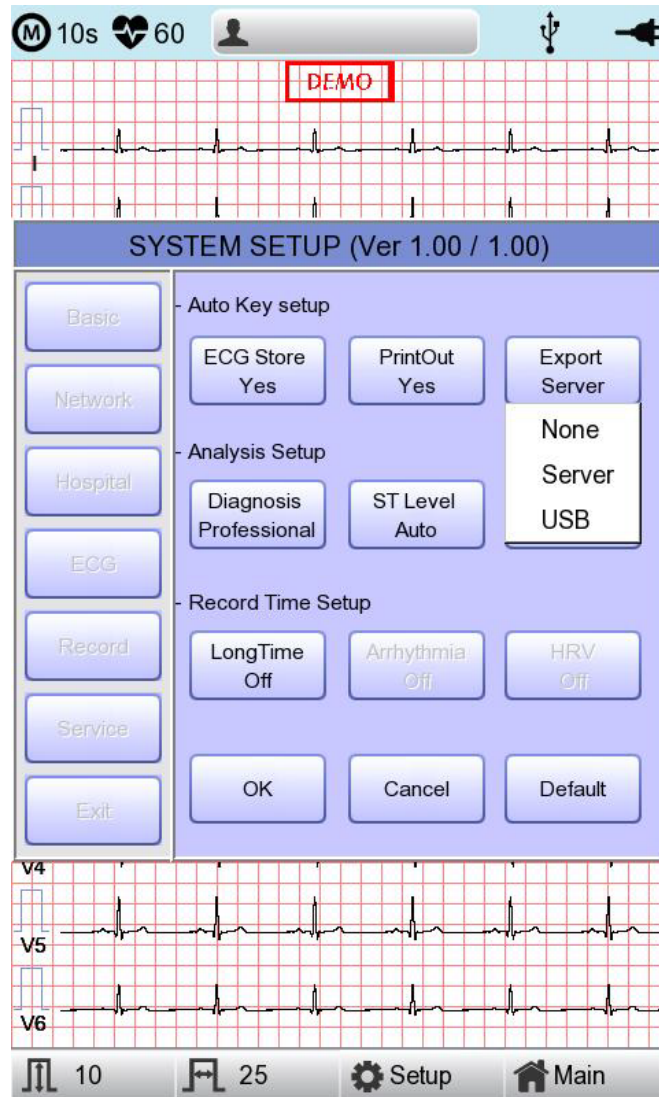 M 10s 60
DEMO
I
SYSTEM SETUP (Ver 1.00 / 1.00)
Basic
Network
Hospital
ECG
Record
Service
Exit
- Auto Key setup
ECG Store
Yes
PrintOut
Yes
Export
Server
None
Server
USB
- Analysis Setup
Diagnosis
Professional
ST Level
Auto
- Record Time Setup
LongTime
Off
Arrhythmia
Off
HRV
Off
OK
Cancel
Default
V4
V5
V6
10
25
Setup
Main